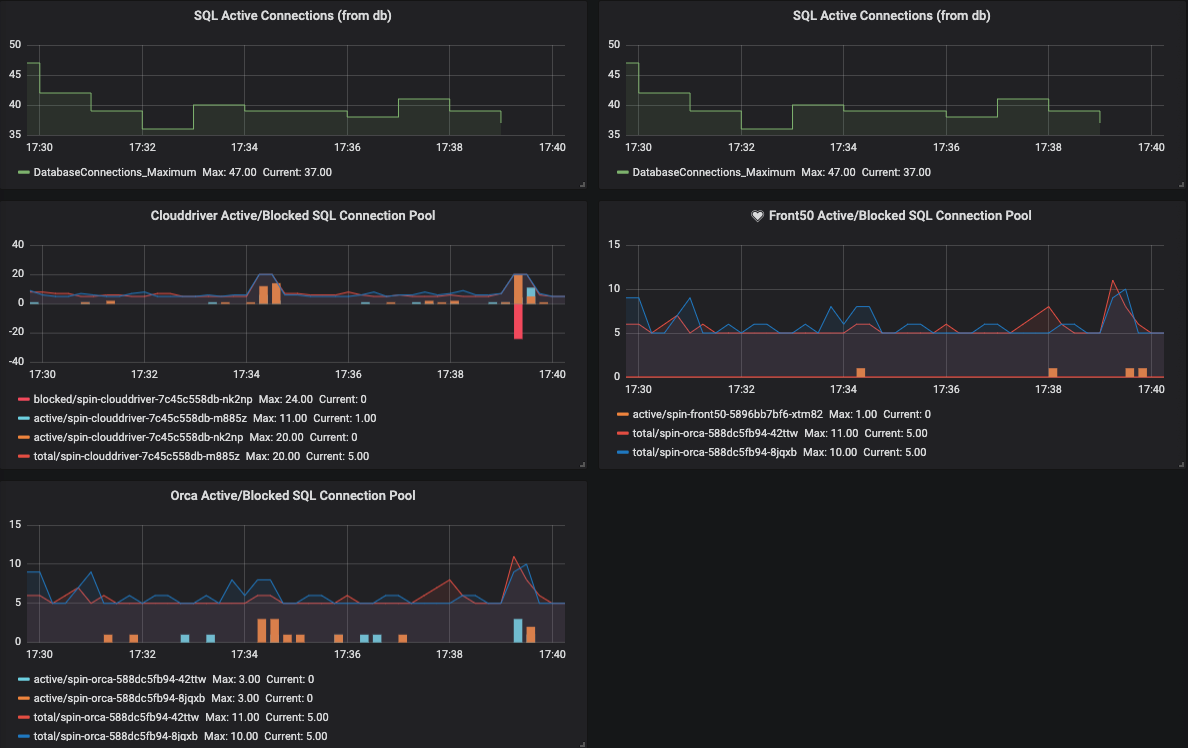 SQL Active Connections (from db)
50
45
40
35
17:30 17:32 17:34 17:36 17:38 17:40
DatabaseConnections_Maximum Max: 47.00 Current: 37.00
SQL Active Connections (from db)
50
45
40
35
17:30 17:32 17:34 17:36 17:38 17:40
DatabaseConnections_Maximum Max: 47.00 Current: 37.00
Clouddriver Active/Blocked SQL Connection Pool
40
20
0
-20
-40
17:30 17:32 17:34 17:36 17:38 17:40
blocked/spin-clouddriver-7c45c558db-nk2np Max: 24.00 Current: 0
active/spin-clouddriver-7c45c558db-m885z Max: 11.00 Current: 1.00
active/spin-clouddriver-7c45c558db-nk2np Max: 20.00 Current: 0
total/spin-clouddriver-7c45c558db-m885z Max: 20.00 Current: 5.00
Front50 Active/Blocked SQL Connection Pool
15
10
5
0
17:30 17:32 17:34 17:36 17:38 17:40
active/spin-front50-5896bb7bf6-xtm82 Max: 1.00 Current: 0
total/spin-orca-588dc5fb94-42ttw Max: 11.00 Current: 5.00
total/spin-orca-588dc5fb94-8jqxb Max: 10.00 Current: 5.00
Orca Active/Blocked SQL Connection Pool
15
10
5
0
17:30 17:32 17:34 17:36 17:38 17:40
active/spin-orca-588dc5fb94-42ttw Max: 3.00 Current: 0
active/spin-orca-588dc5fb94-8jqxb Max: 3.00 Current: 0
total/spin-orca-588dc5fb94-42ttw Max: 11.00 Current: 5.00
total/spin-orca-588dc5fb94-8jqxb Max: 10.00 Current: 5.00